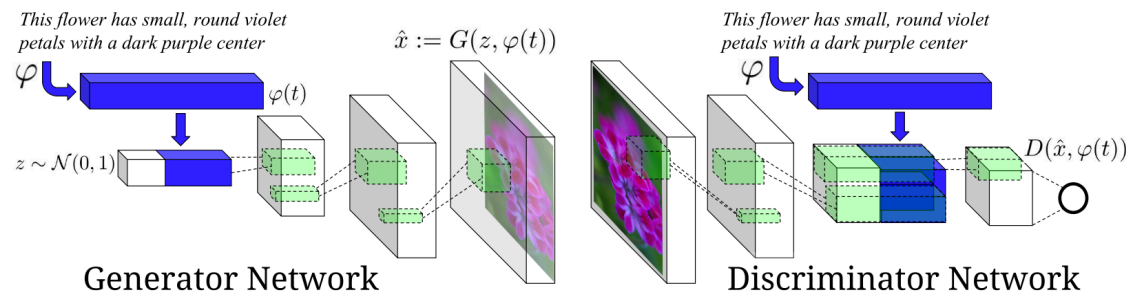 This flower has small, round violet
petals with a dark purple center
φ
φ(t)
z ∼ 𝒩(0, 1)
x̂ := G(z, φ(t))
Generator Network
This flower has small, round violet
petals with a dark purple center
φ
D(x̂, φ(t))
Discriminator Network